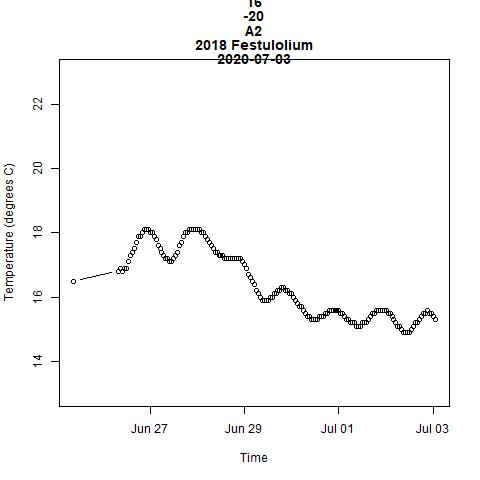 16
-20
A2
2018 Festulolium
2020-07-03
Temperature (degrees C)
22
20
18
16
14
Jun 27
Jun 29
Jul 01
Jul 03
Time